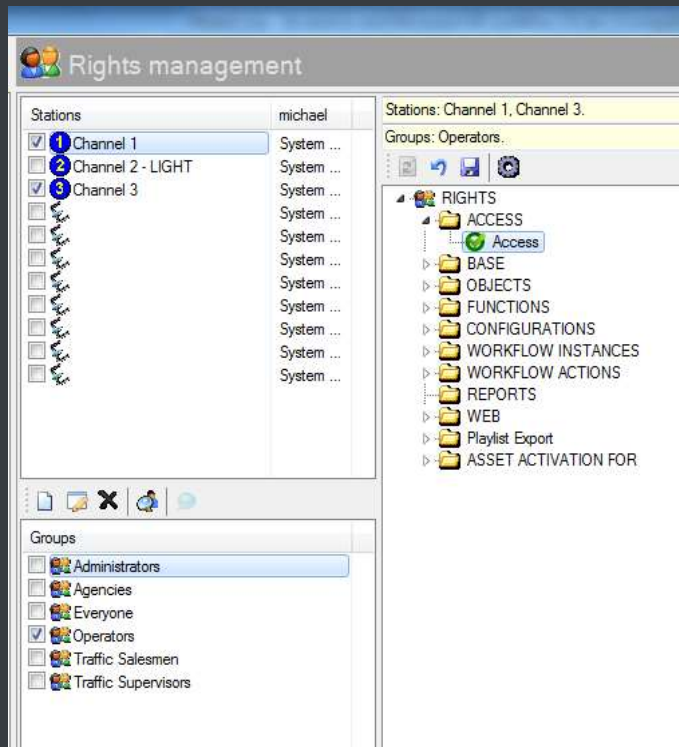 Rights management
Stations michael
1 Channel 1 System ...
2 Channel 2 - LIGHT System ...
3 Channel 3 System ...
System ...
System ...
System ...
System ...
System ...
System ...
System ...
System ...
Groups
Administrators
Agencies
Everyone
Operators
Traffic Salesmen
Traffic Supervisors
Stations: Channel 1, Channel 3.
Groups: Operators.
RIGHTS
ACCESS
Access
BASE
OBJECTS
FUNCTIONS
CONFIGURATIONS
WORKFLOW INSTANCES
WORKFLOW ACTIONS
REPORTS
WEB
Playlist Export
ASSET ACTIVATION FOR